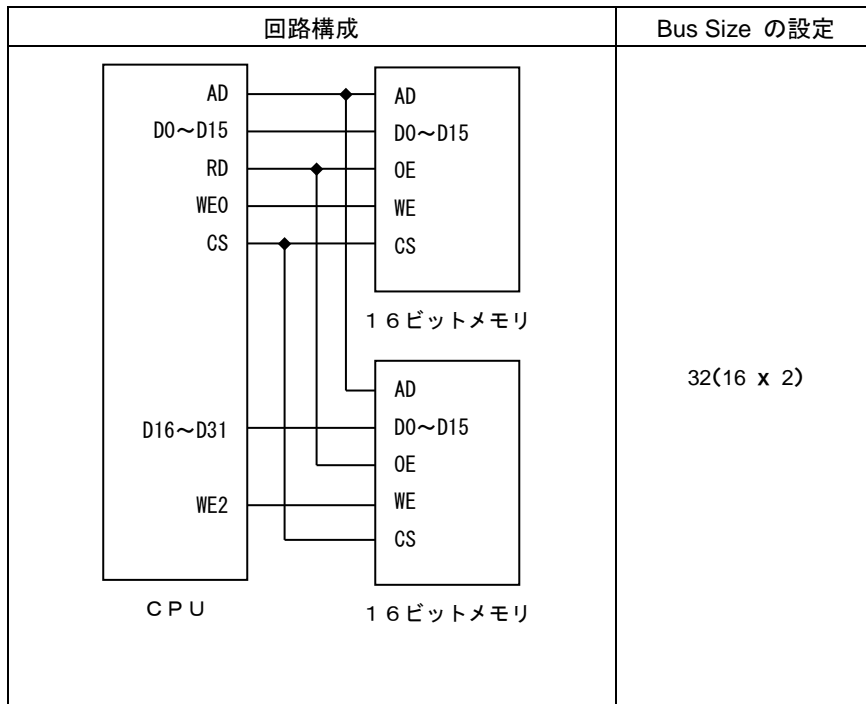 回路構成
Bus Size の設定
AD
D0～D15
RD
WE0
CS
D16～D31
WE2
CPU
AD
D0～D15
OE
WE
CS
１６ビットメモリ
AD
D0～D15
OE
WE
CS
１６ビットメモリ
32(16 x 2)